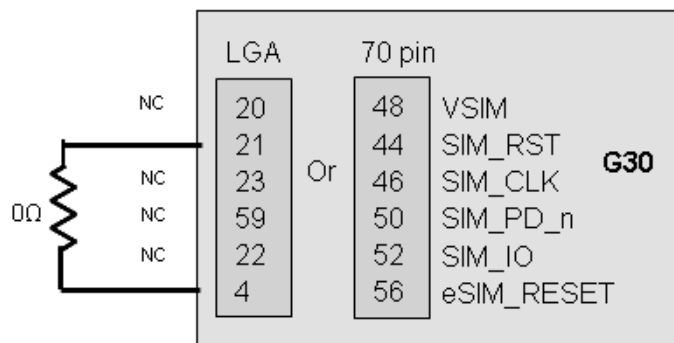 LGA 70 pin
NC 20 48 VSIM
21 44 SIM_RST
NC 23 Or 46 SIM_CLK G30
0Ω NC 59 50 SIM_PD_n
NC 22 52 SIM_IO
4 56 eSIM_RESET